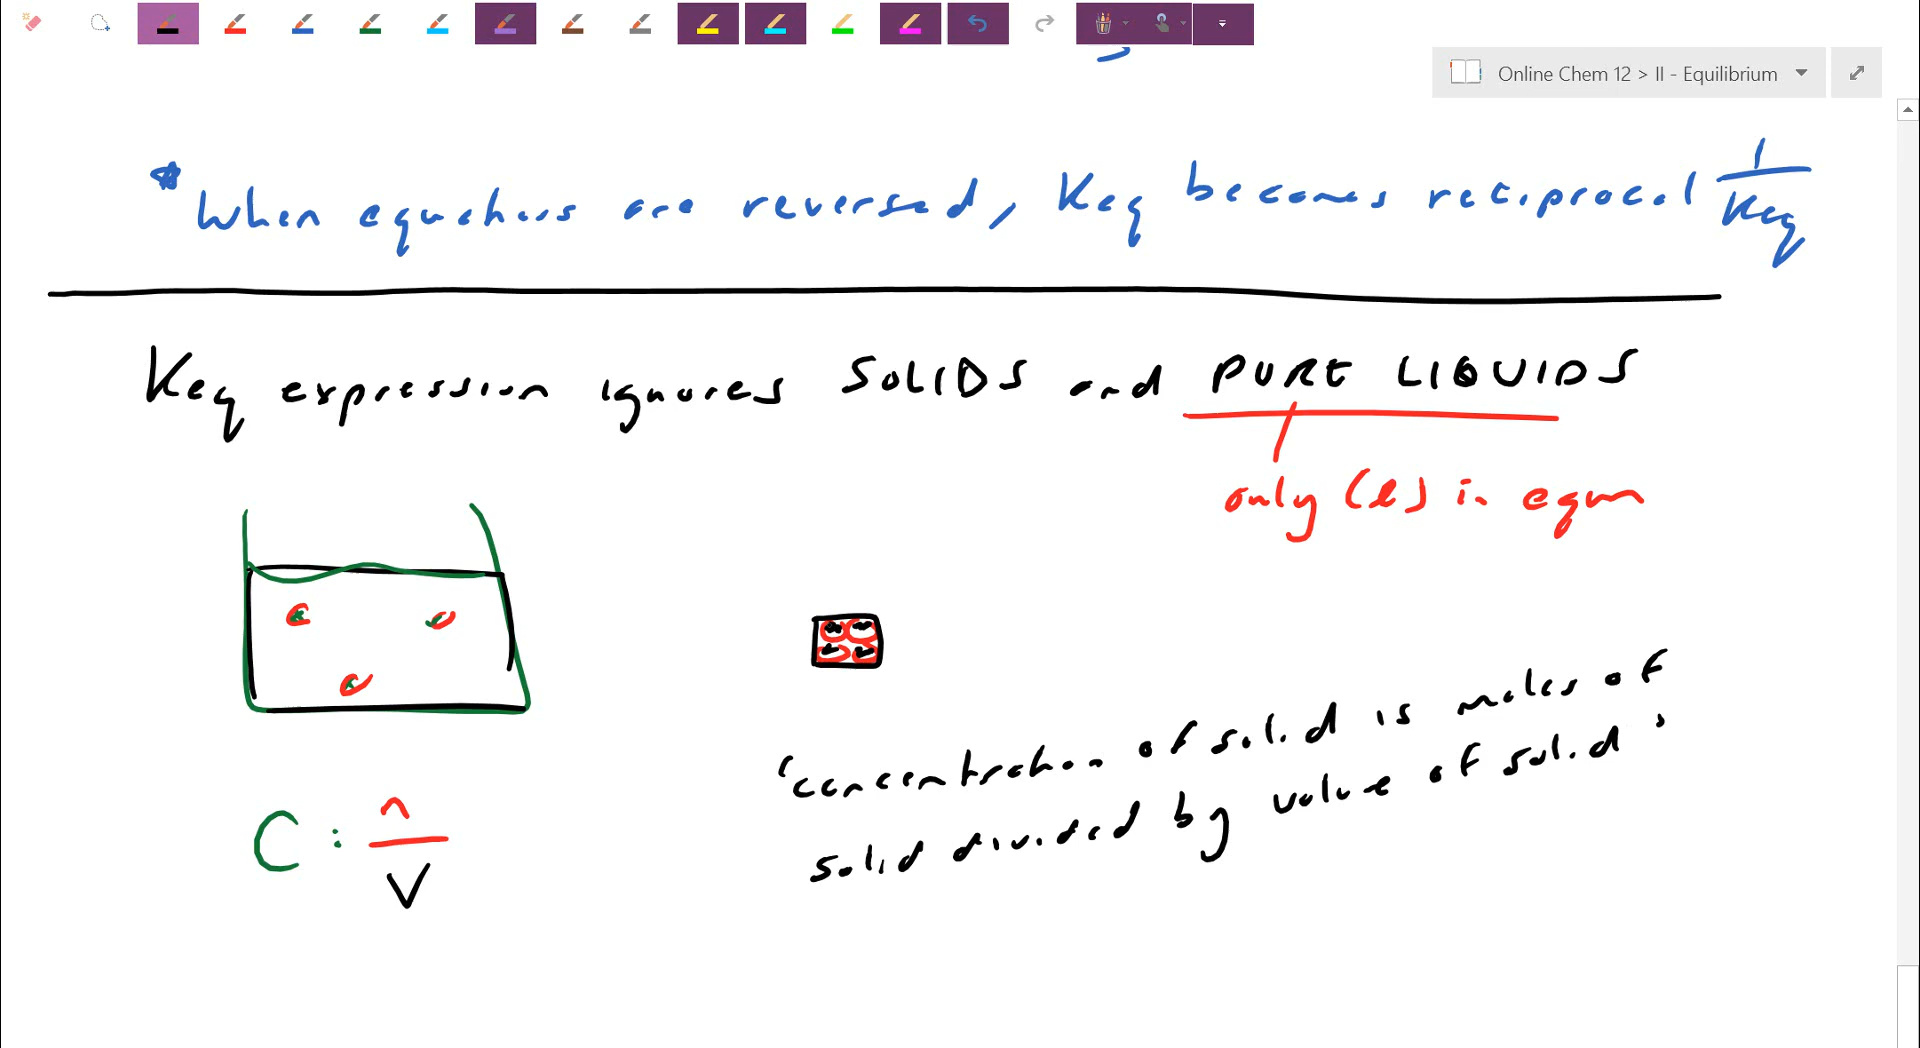 Online Chem 12 > II - Equilibrium
* When equations are reversed, Keq becomes reciprocal 1/Keq
Keq expression ignores SOLIDS and PURE LIQUIDS
only (l) in eqm
"concentration of solid is moles of
solid divided by volume of solid"
C = n/V